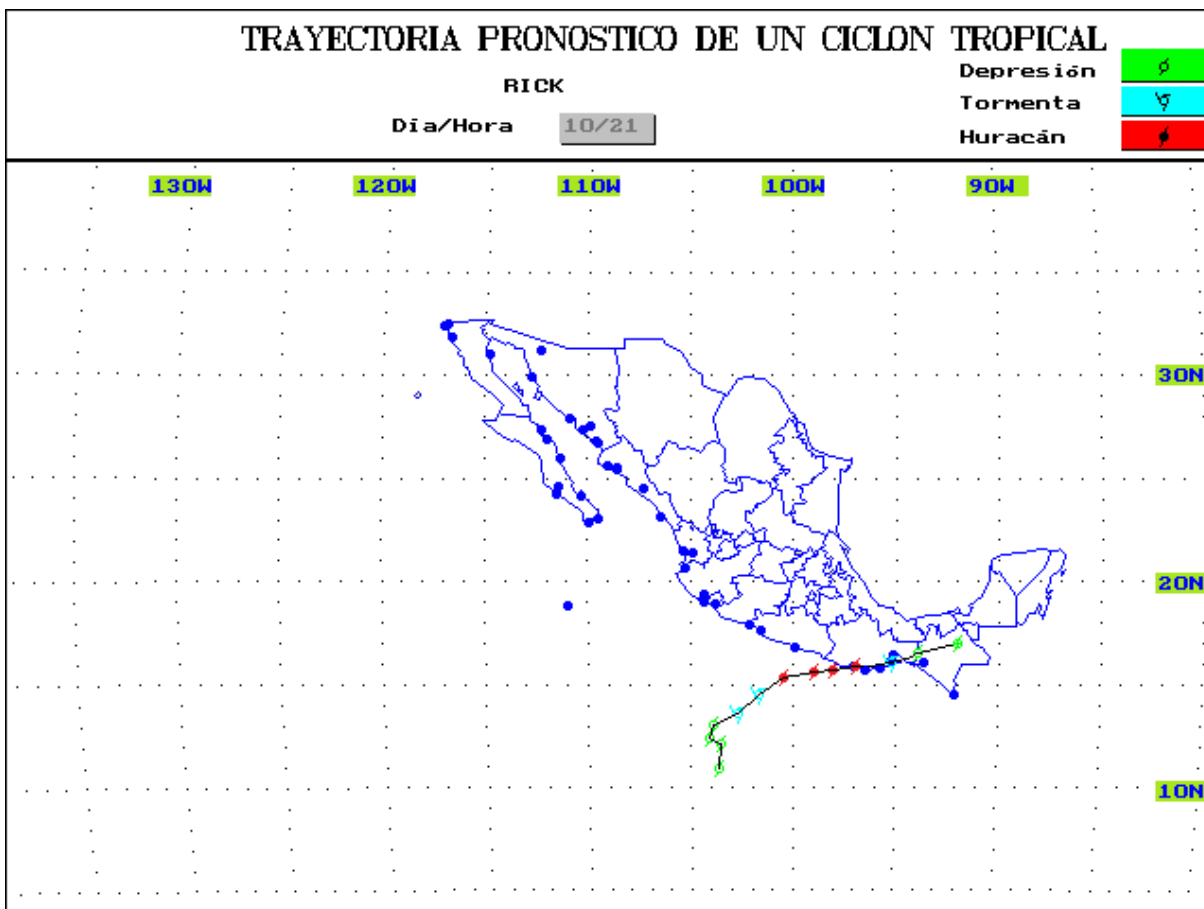 TRAYECTORIA PRONOSTICO DE UN CICLON TROPICAL
RICK
Día/Hora 10/21
Depresión
Tormenta
Huracán
130W 120W 110W 100W 90W
30N
20N
10N